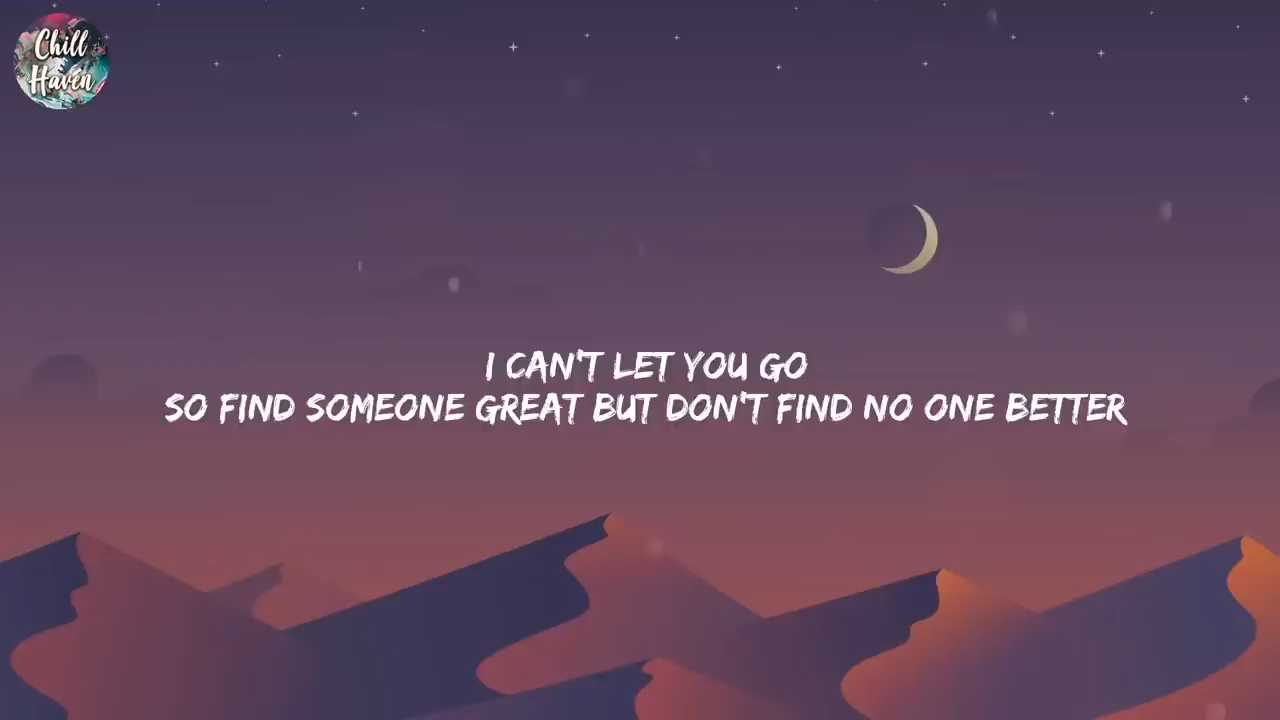 Chill
Haven
I CAN'T LET YOU GO
SO FIND SOMEONE GREAT BUT DON'T FIND NO ONE BETTER